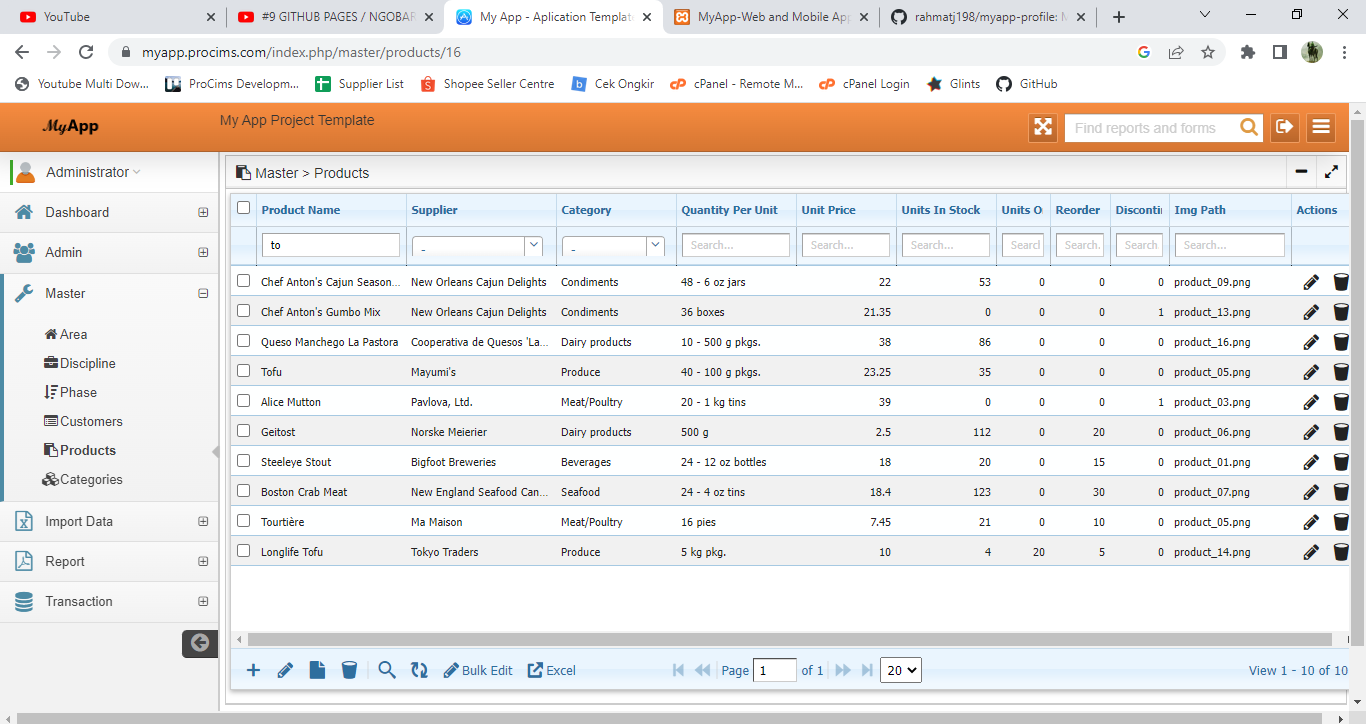 YouTube
#9 GITHUB PAGES / NGOBAR
My App - Aplication Template
MyApp-Web and Mobile App
rahmatj198/myapp-profile: M
myapp.procims.com/index.php/master/products/16
Youtube Multi Dow... ProCims Developm... Supplier List Shopee Seller Centre Cek Ongkir cPanel - Remote M... cPanel Login Glints GitHub
MyApp
My App Project Template
Find reports and forms
Administrator
Dashboard
Admin
Master
Area
Discipline
Phase
Customers
Products
Categories
Import Data
Report
Transaction
Master > Products
Product Name Supplier Category Quantity Per Unit Unit Price Units In Stock Units O Reorder Disconti Img Path Actions
to - - Search... Search... Search... Search Search. Search Search...
Chef Anton's Cajun Season... New Orleans Cajun Delights Condiments 48 - 6 oz jars 22 53 0 0 0 product_09.png
Chef Anton's Gumbo Mix New Orleans Cajun Delights Condiments 36 boxes 21.35 0 0 0 1 product_13.png
Queso Manchego La Pastora Cooperativa de Quesos 'La... Dairy products 10 - 500 g pkgs. 38 86 0 0 0 product_16.png
Tofu Mayumi's Produce 40 - 100 g pkgs. 23.25 35 0 0 0 product_05.png
Alice Mutton Pavlova, Ltd. Meat/Poultry 20 - 1 kg tins 39 0 0 0 1 product_03.png
Geitost Norske Meierier Dairy products 500 g 2.5 112 0 20 0 product_06.png
Steeleye Stout Bigfoot Breweries Beverages 24 - 12 oz bottles 18 20 0 15 0 product_01.png
Boston Crab Meat New England Seafood Can... Seafood 24 - 4 oz tins 18.4 123 0 30 0 product_07.png
Tourtière Ma Maison Meat/Poultry 16 pies 7.45 21 0 10 0 product_05.png
Longlife Tofu Tokyo Traders Produce 5 kg pkg. 10 4 20 5 0 product_14.png
Bulk Edit Excel Page 1 of 1 20 View 1 - 10 of 10